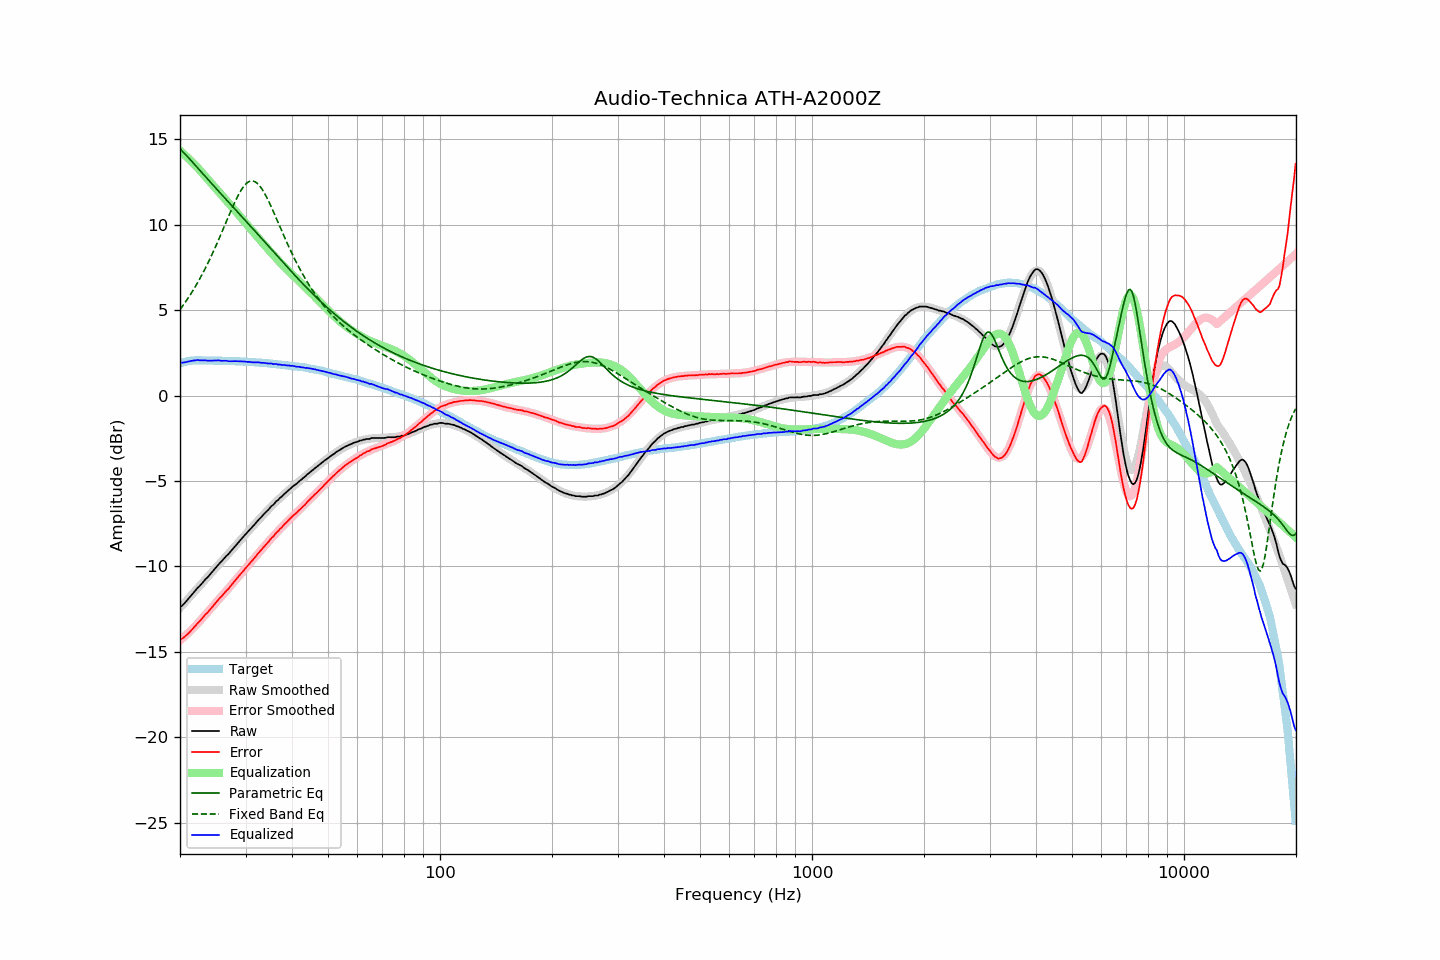 Audio-Technica ATH-A2000Z
Amplitude (dBr)
15
10
5
0
−5
−10
−15
−20
−25
Target
Raw Smoothed
Error Smoothed
Raw
Error
Equalization
Parametric Eq
Fixed Band Eq
Equalized
100 1000 10000
Frequency (Hz)